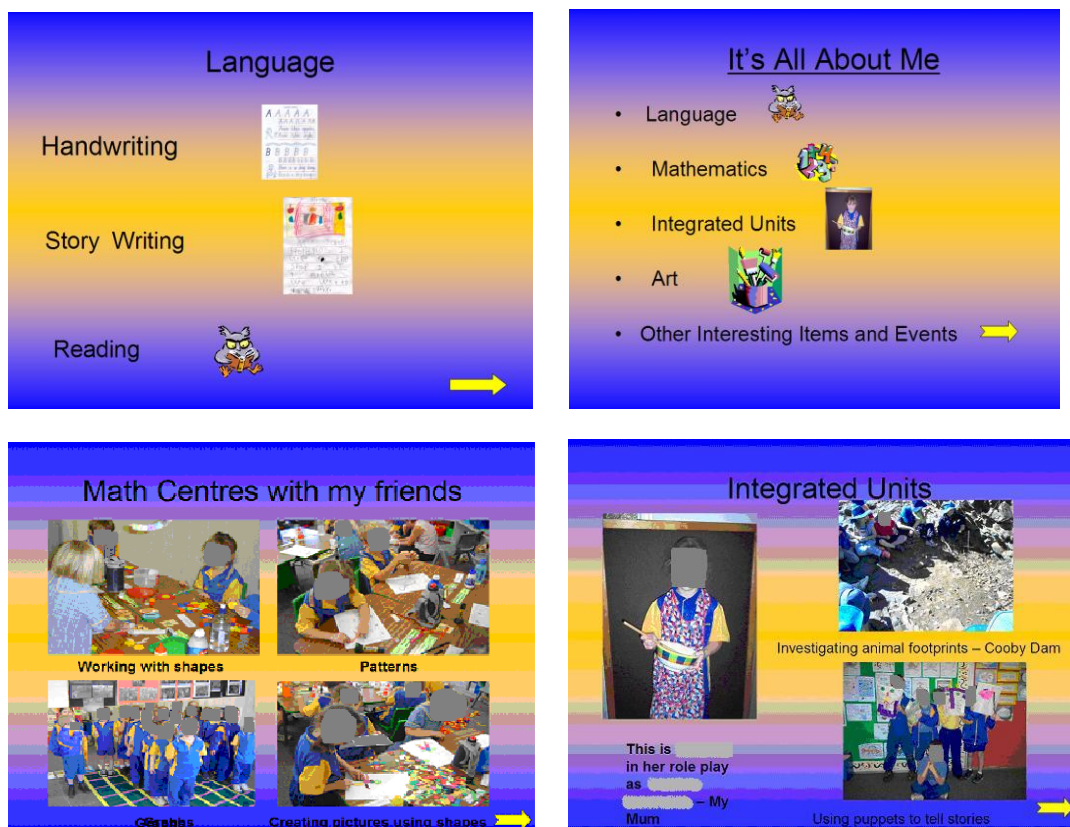 Language
Handwriting
Story Writing
Reading
It's All About Me
• Language
• Mathematics
• Integrated Units
• Art
• Other Interesting Items and Events
Math Centres with my friends
Working with shapes
Patterns
Graphs
Creating pictures using shapes
Integrated Units
Investigating animal footprints – Cooby Dam
This is
in her role play
as
– My
Mum
Using puppets to tell stories